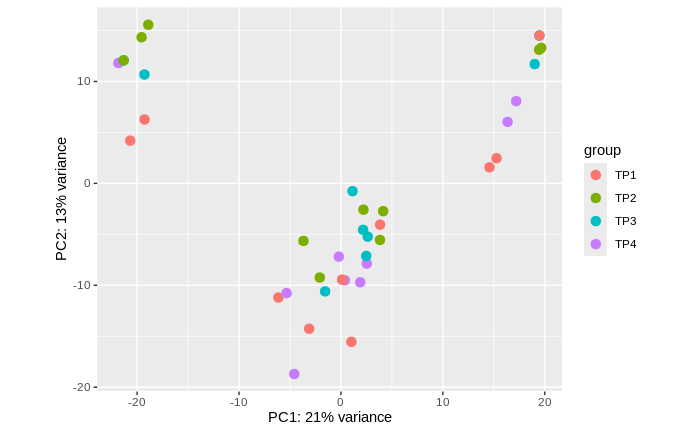 10
0
-10
-20
PC2: 13% variance
-20
-10
0
10
20
PC1: 21% variance
group
TP1
TP2
TP3
TP4